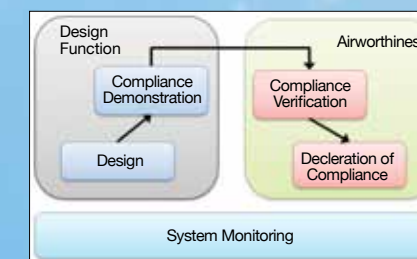 Design
Function
Airworthines
Compliance
Demonstration
Compliance
Verification
Design
Decleration of
Compliance
System Monitoring